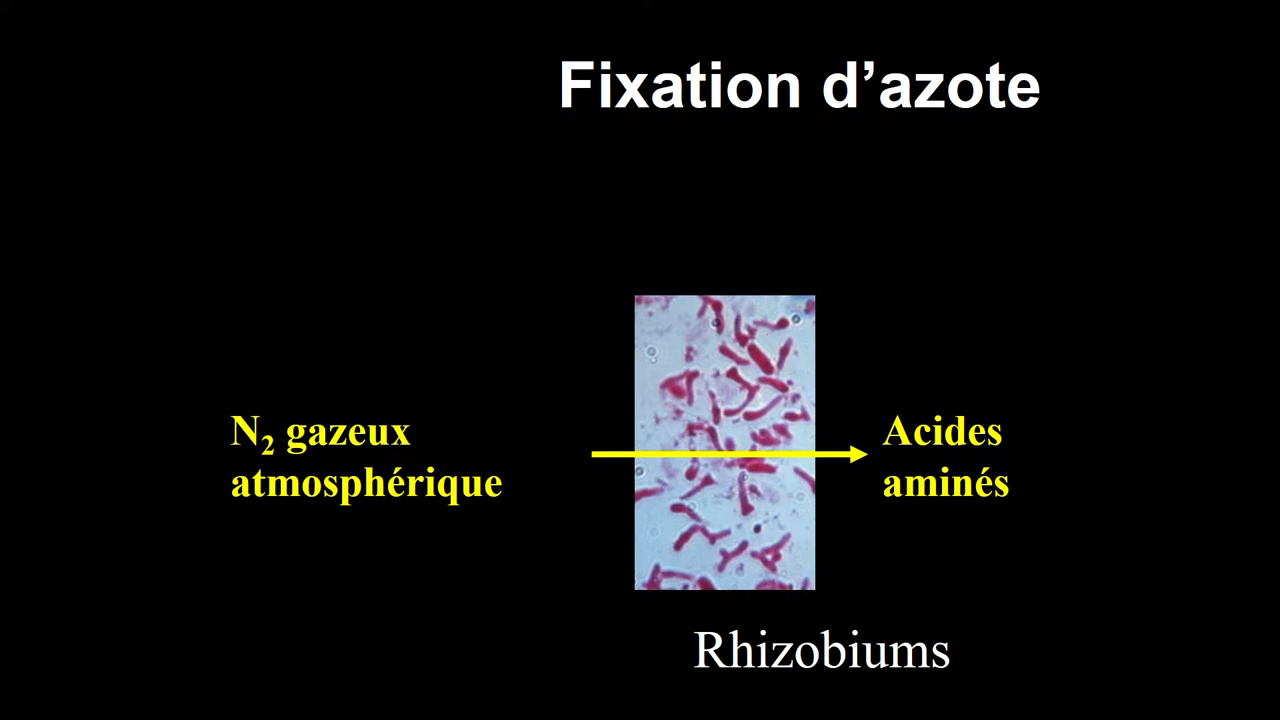 Fixation d’azote
N₂ gazeux
atmosphérique
Acides
aminés
Rhizobiums